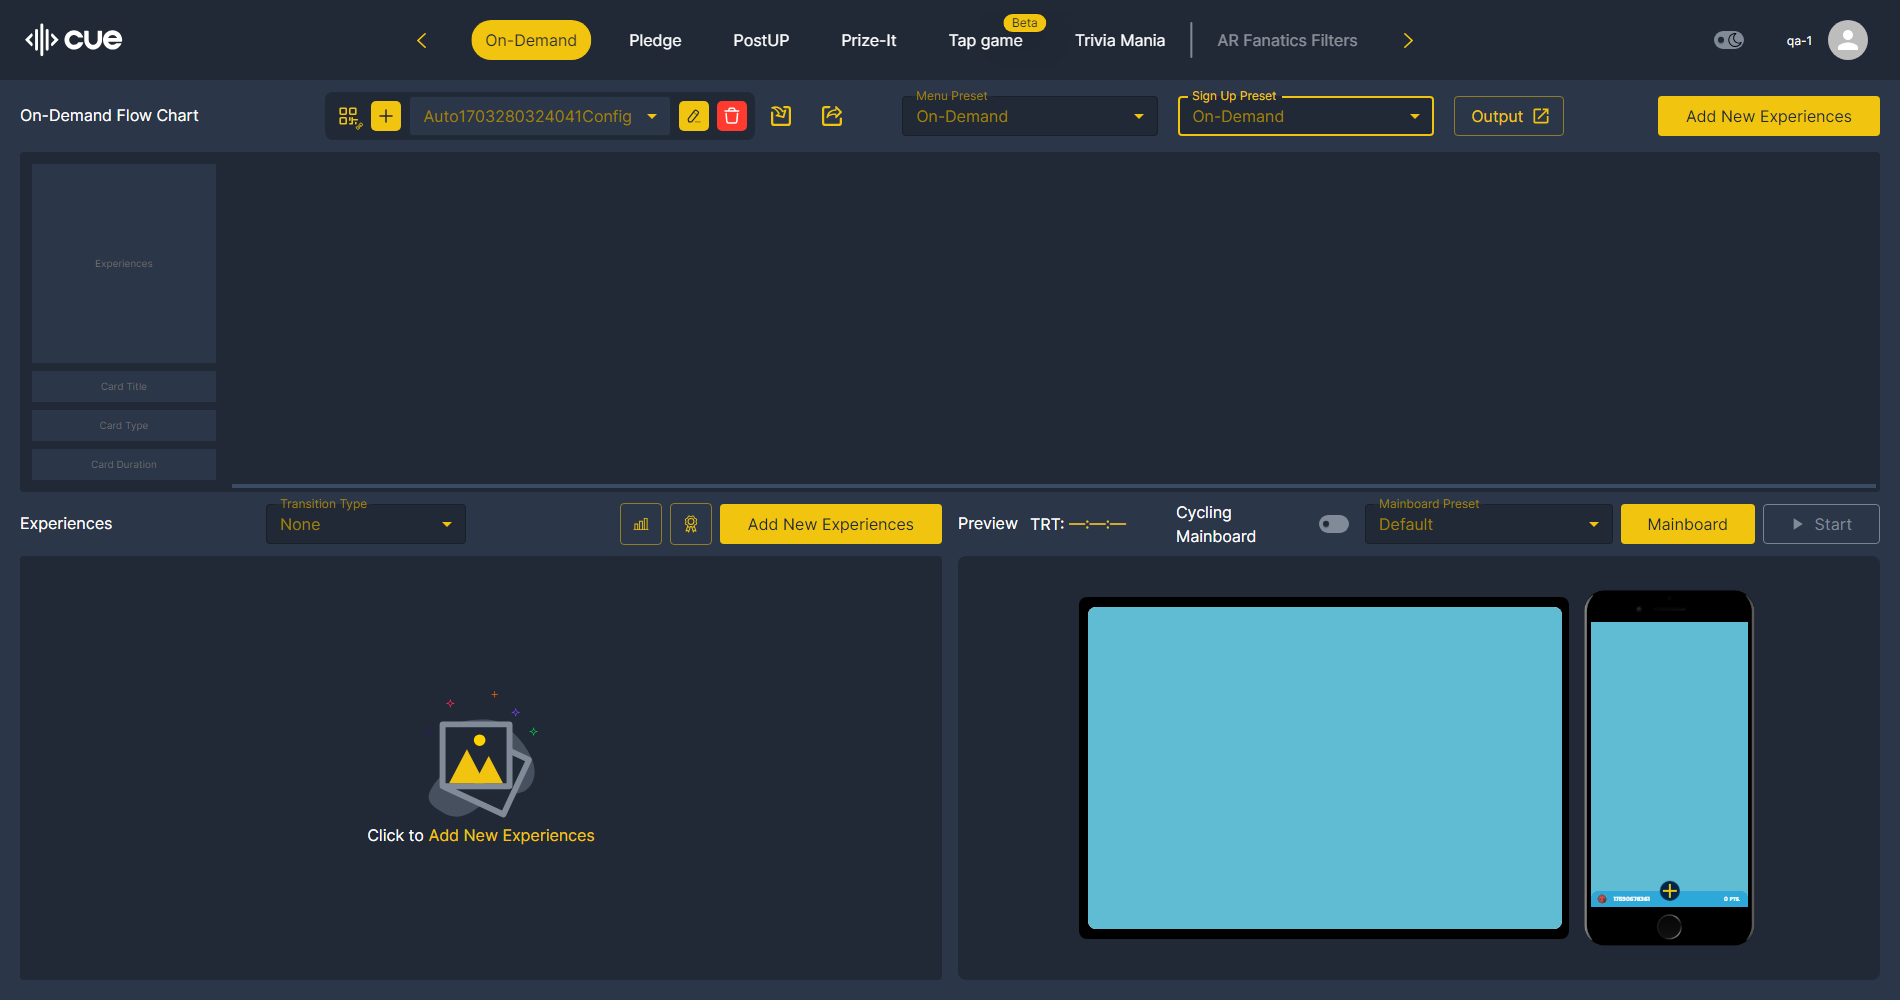 cue
On-Demand
Pledge
PostUP
Prize-It
Tap game
Beta
Trivia Mania
AR Fanatics Filters
qa-1
On-Demand Flow Chart
Auto1703280324041Config
Menu Preset
On-Demand
Sign Up Preset
On-Demand
Output
Add New Experiences
Experiences
Card Title
Card Type
Card Duration
Experiences
Transition Type
None
Add New Experiences
Preview
TRT: —:—:—
Cycling
Mainboard
Mainboard Preset
Default
Mainboard
Start
Click to Add New Experiences
0 PTS.